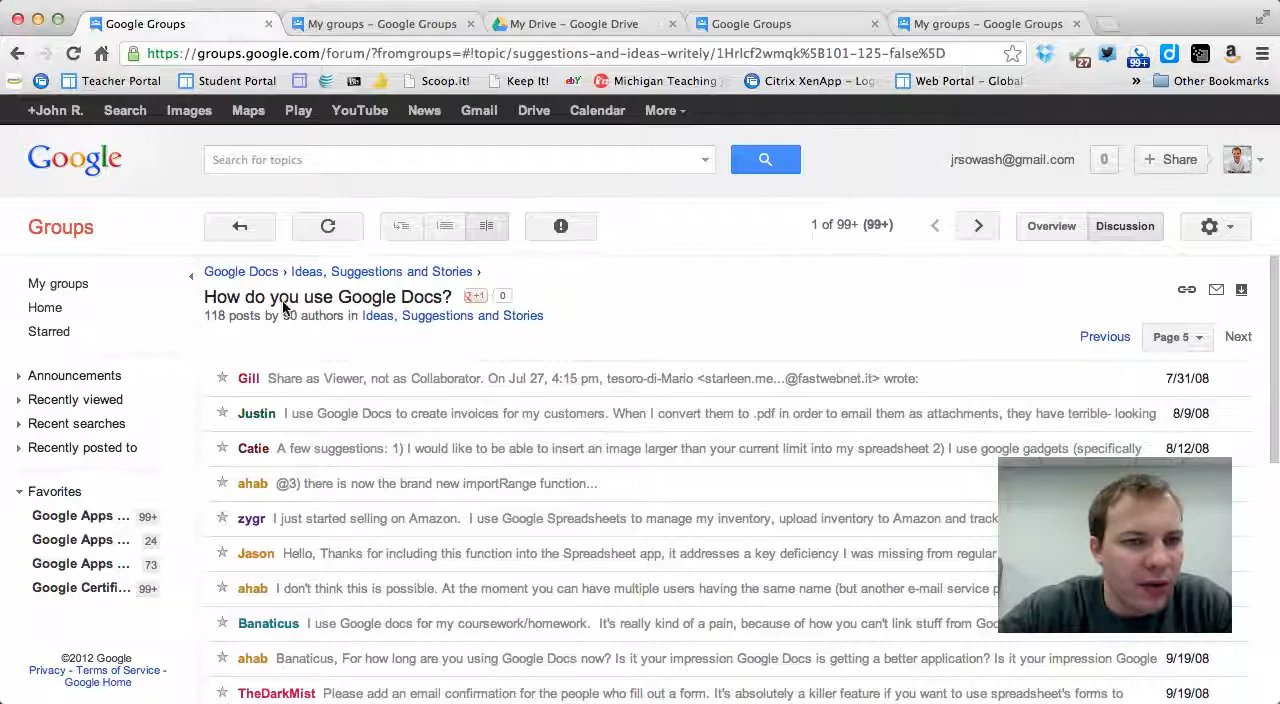 Google Groups
My groups – Google Groups
My Drive – Google Drive
Google Groups
My groups – Google Groups
https://groups.google.com/forum/?fromgroups=#!topic/suggestions-and-ideas-writely/1Hrlcf2wnqk%5B101-125-false%5D
27
99+
Teacher Portal
Student Portal
Scoop.it!
Keep It!
Michigan Teaching
Citrix XenApp – Log
Web Portal – Global
»
Other Bookmarks
+John R. Search Images Maps Play YouTube News Gmail Drive Calendar More
Google
Search for topics
jrsowash@gmail.com
0
+ Share
Groups
1 of 99+ (99+)
Overview
Discussion
My groups
Home
Starred
Announcements
Recently viewed
Recent searches
Recently posted to
Favorites
Google Apps ... 99+
Google Apps ... 24
Google Apps ... 73
Google Certifi... 99+
©2012 Google
Privacy - Terms of Service -
Google Home
Google Docs › Ideas, Suggestions and Stories ›
How do you use Google Docs?
+1 0
118 posts by 90 authors in Ideas, Suggestions and Stories
Previous Page 5 Next
Gill Share as Viewer, not as Collaborator. On Jul 27, 4:15 pm, tesoro-di-Mario <starleen.me...@fastwebnet.it> wrote: 7/31/08
Justin I use Google Docs to create invoices for my customers. When I convert them to .pdf in order to email them as attachments, they have terrible- looking 8/9/08
Catie A few suggestions: 1) I would like to be able to insert an image larger than your current limit into my spreadsheet 2) I use google gadgets (specifically 8/12/08
ahab @3) there is now the brand new importRange function...
zygr I just started selling on Amazon. I use Google Spreadsheets to manage my inventory, upload inventory to Amazon and track
Jason Hello, Thanks for including this function into the Spreadsheet app, it addresses a key deficiency I was missing from regular
ahab I don't think this is possible. At the moment you can have multiple users having the same name (but another e-mail service
Banaticus I use Google docs for my coursework/homework. It's really kind of a pain, because of how you can't link stuff from
ahab Banaticus, For how long are you using Google Docs now? Is it your impression Google Docs is getting a better application? Is it your impression Google 9/19/08
TheDarkMist Please add an email confirmation for the people who fill out a form. It's absolutely a killer feature if you want to use spreadsheet's forms to 9/19/08